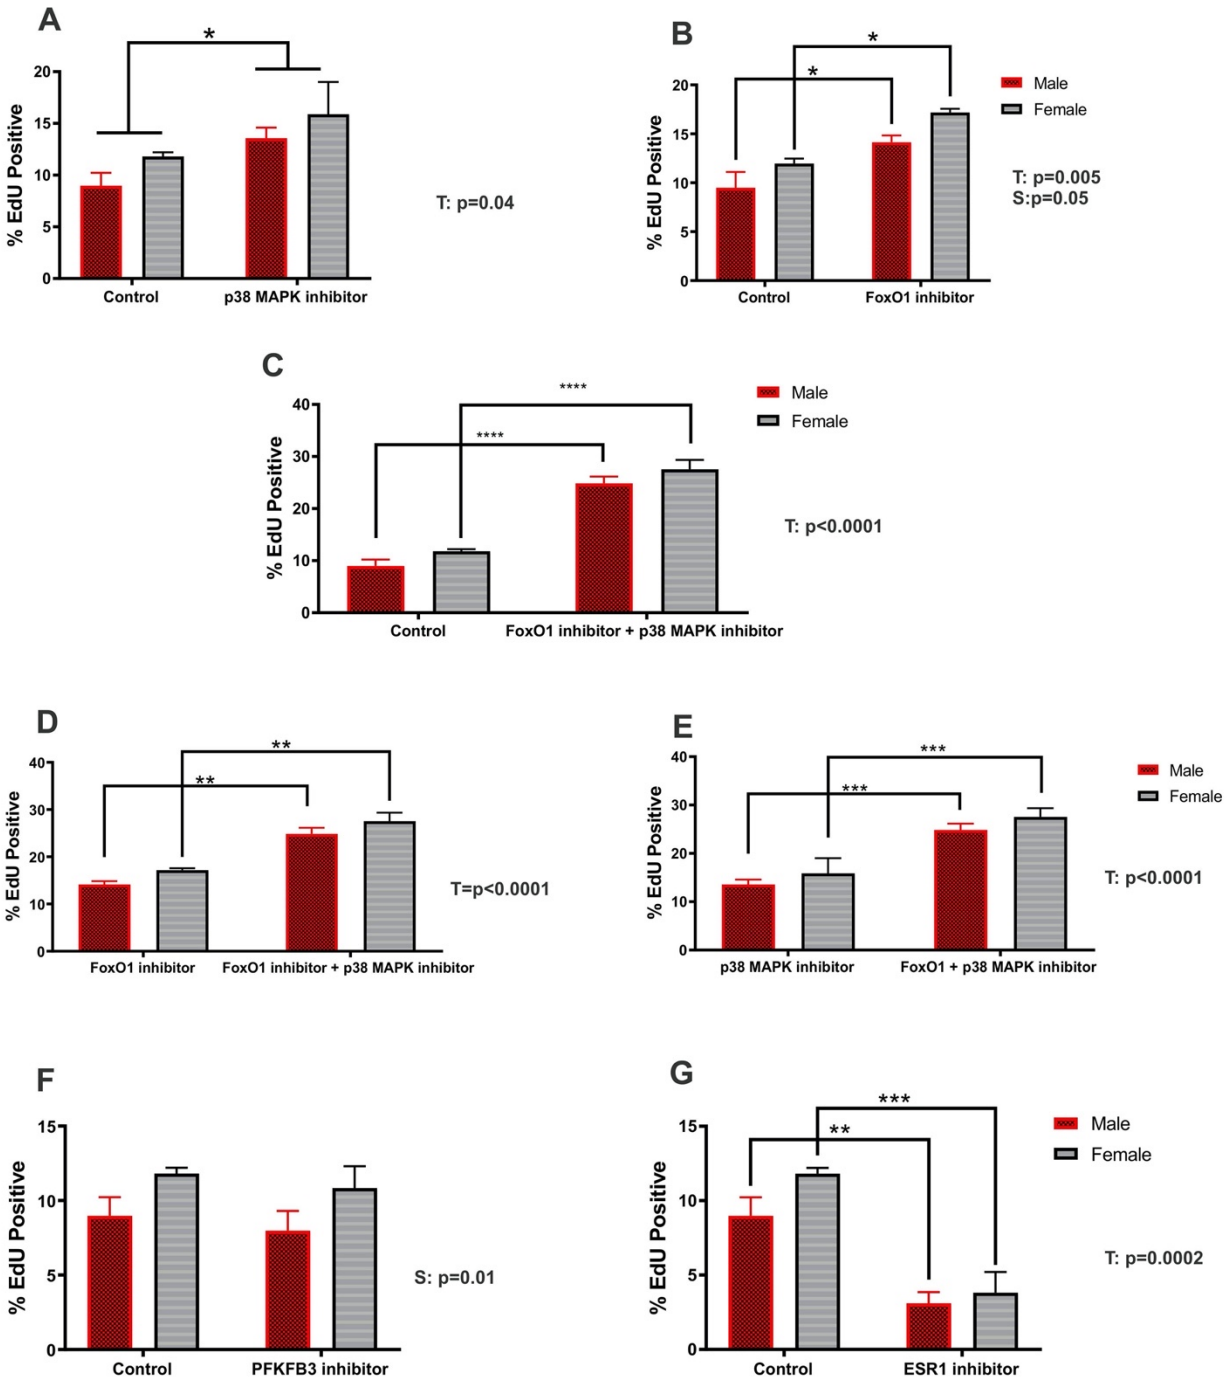 A
*
20
15
10
5
0
% EdU Positive
Control
p38 MAPK inhibitor
T: p=0.04
B
*
*
20
15
10
5
0
% EdU Positive
Control
FoxO1 inhibitor
Male
Female
T: p=0.005
S:p=0.05
C
****
****
40
30
20
10
0
% EdU Positive
Control
FoxO1 inhibitor + p38 MAPK inhibitor
Male
Female
T: p<0.0001
D
**
**
40
30
20
10
0
% EdU Positive
FoxO1 inhibitor
FoxO1 inhibitor + p38 MAPK inhibitor
T=p<0.0001
E
***
***
40
30
20
10
0
% EdU Positive
p38 MAPK inhibitor
FoxO1 + p38 MAPK inhibitor
Male
Female
T: p<0.0001
F
15
10
5
0
% EdU Positive
Control
PFKFB3 inhibitor
S: p=0.01
G
***
**
15
10
5
0
% EdU Positive
Control
ESR1 inhibitor
Male
Female
T: p=0.0002